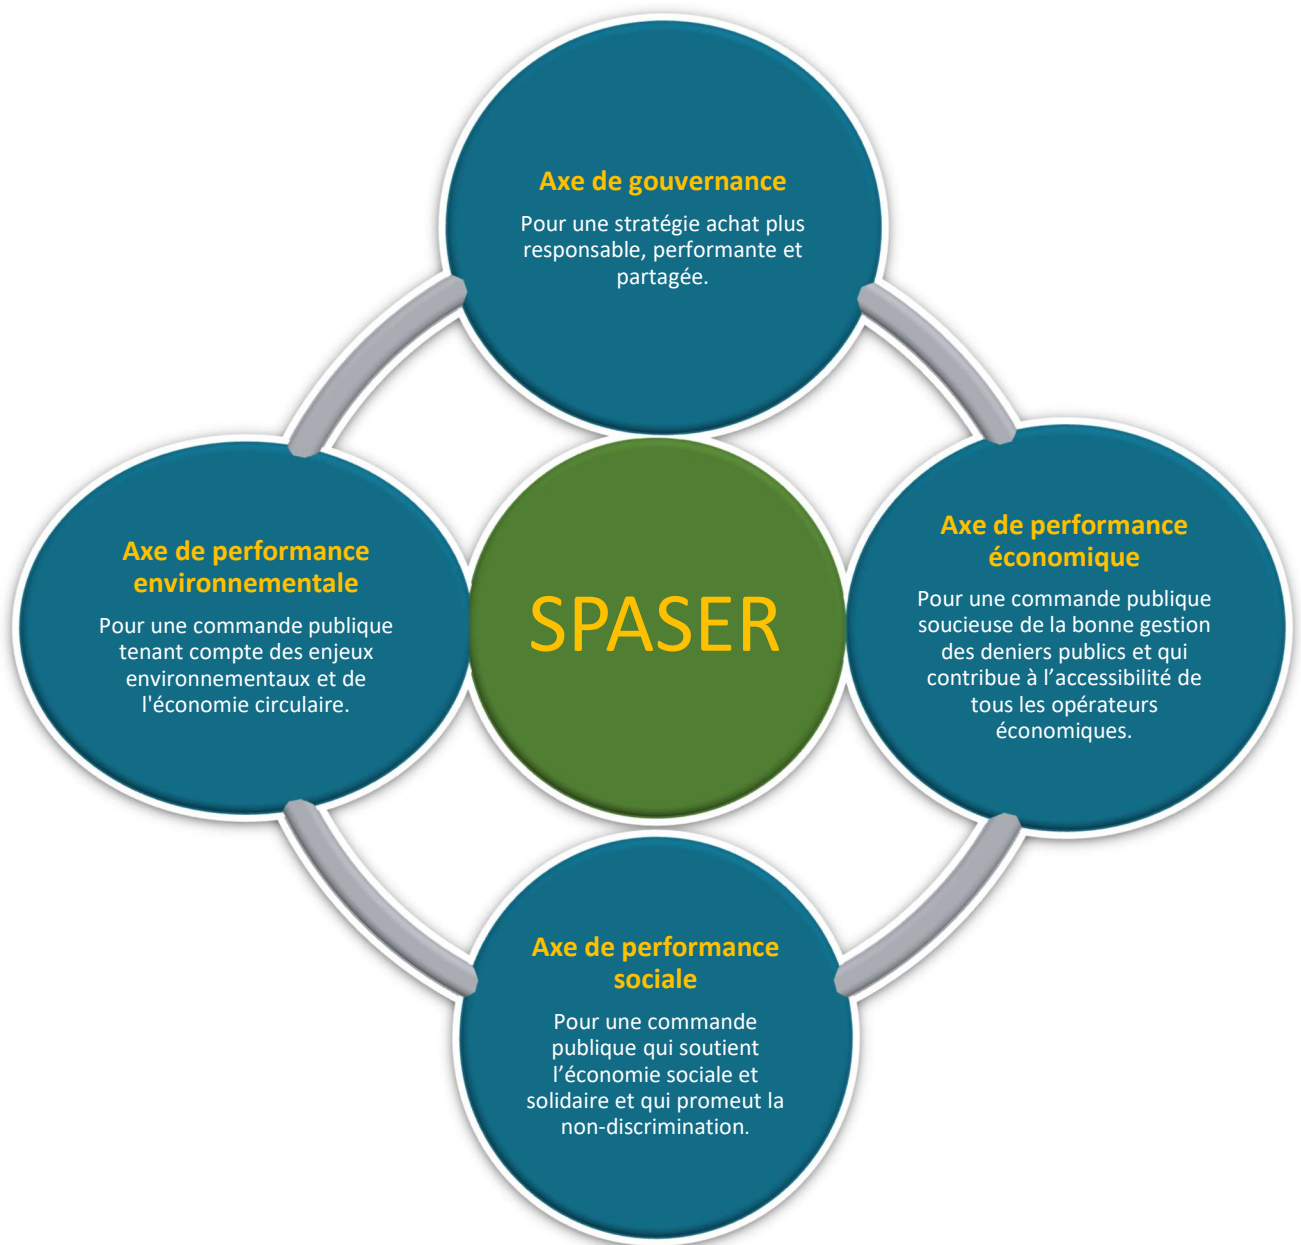 Axe de gouvernance
Pour une stratégie achat plus
responsable, performante et
partagée.
Axe de performance
environnementale
Pour une commande publique
tenant compte des enjeux
environnementaux et de
l'économie circulaire.
SPASER
Axe de performance
économique
Pour une commande publique
soucieuse de la bonne gestion
des deniers publics et qui
contribue à l’accessibilité de
tous les opérateurs
économiques.
Axe de performance
sociale
Pour une commande
publique qui soutient
l’économie sociale et
solidaire et qui promeut la
non-discrimination.